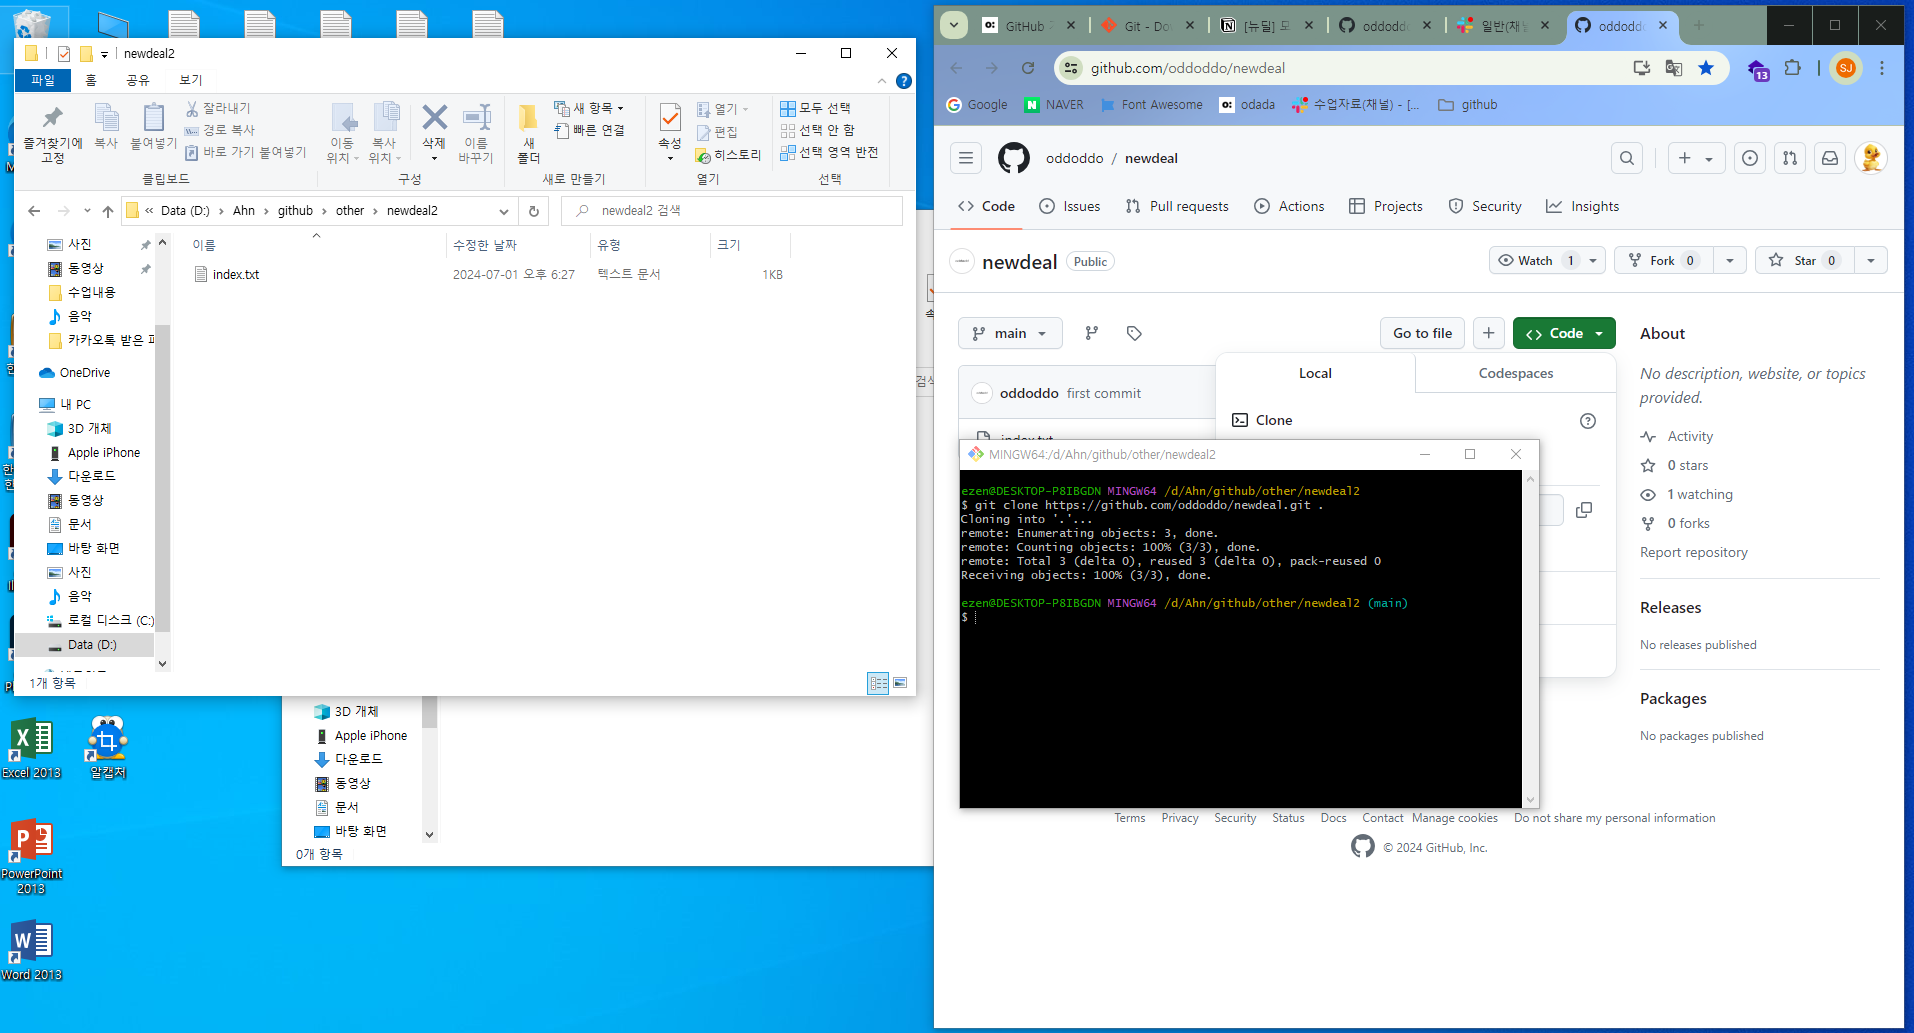 newdeal2
파일
홈
공유
보기
즐겨찾기에
고정
복사
붙여넣기
잘라내기
경로 복사
바로 가기 붙여넣기
클립보드
이동
위치
복사
위치
삭제
이름
바꾸기
구성
새
폴더
새 항목
빠른 연결
새로 만들기
속성
열기
편집
히스토리
열기
모두 선택
선택 안 함
선택 영역 반전
선택
« Data (D:) › Ahn › github › other › newdeal2
newdeal2 검색
이름
수정한 날짜
유형
크기
index.txt
2024-07-01 오후 6:27
텍스트 문서
1KB
사진
동영상
수업내용
음악
카카오톡 받은
OneDrive
내 PC
3D 개체
Apple iPhone
다운로드
동영상
문서
바탕 화면
사진
음악
로컬 디스크 (C:)
Data (D:)
1개 항목
3D 개체
Apple iPhone
다운로드
동영상
문서
바탕 화면
0개 항목
Excel 2013
알캡처
PowerPoint
2013
Word 2013
GitHub
Git - Do
[뉴딜] 모
oddodd
일반(채널
oddodd
github.com/oddoddo/newdeal
13
SJ
Google
NAVER
Font Awesome
odada
수업자료(채널) - [...
github
oddoddo / newdeal
Code
Issues
Pull requests
Actions
Projects
Security
Insights
newdeal
Public
Watch 1
Fork 0
Star 0
main
Go to file
Code
About
No description, website, or topics
provided.
Local
Codespaces
Clone
oddoddo first commit
index.txt
Activity
0 stars
1 watching
0 forks
Report repository
Releases
No releases published
Packages
No packages published
MINGW64:/d/Ahn/github/other/newdeal2
ezen@DESKTOP-P8IBGDN MINGW64 /d/Ahn/github/other/newdeal2
$ git clone https://github.com/oddoddo/newdeal.git .
Cloning into '.'...
remote: Enumerating objects: 3, done.
remote: Counting objects: 100% (3/3), done.
remote: Total 3 (delta 0), reused 3 (delta 0), pack-reused 0
Receiving objects: 100% (3/3), done.
ezen@DESKTOP-P8IBGDN MINGW64 /d/Ahn/github/other/newdeal2 (main)
$
Terms Privacy Security Status Docs Contact Manage cookies Do not share my personal information
© 2024 GitHub, Inc.